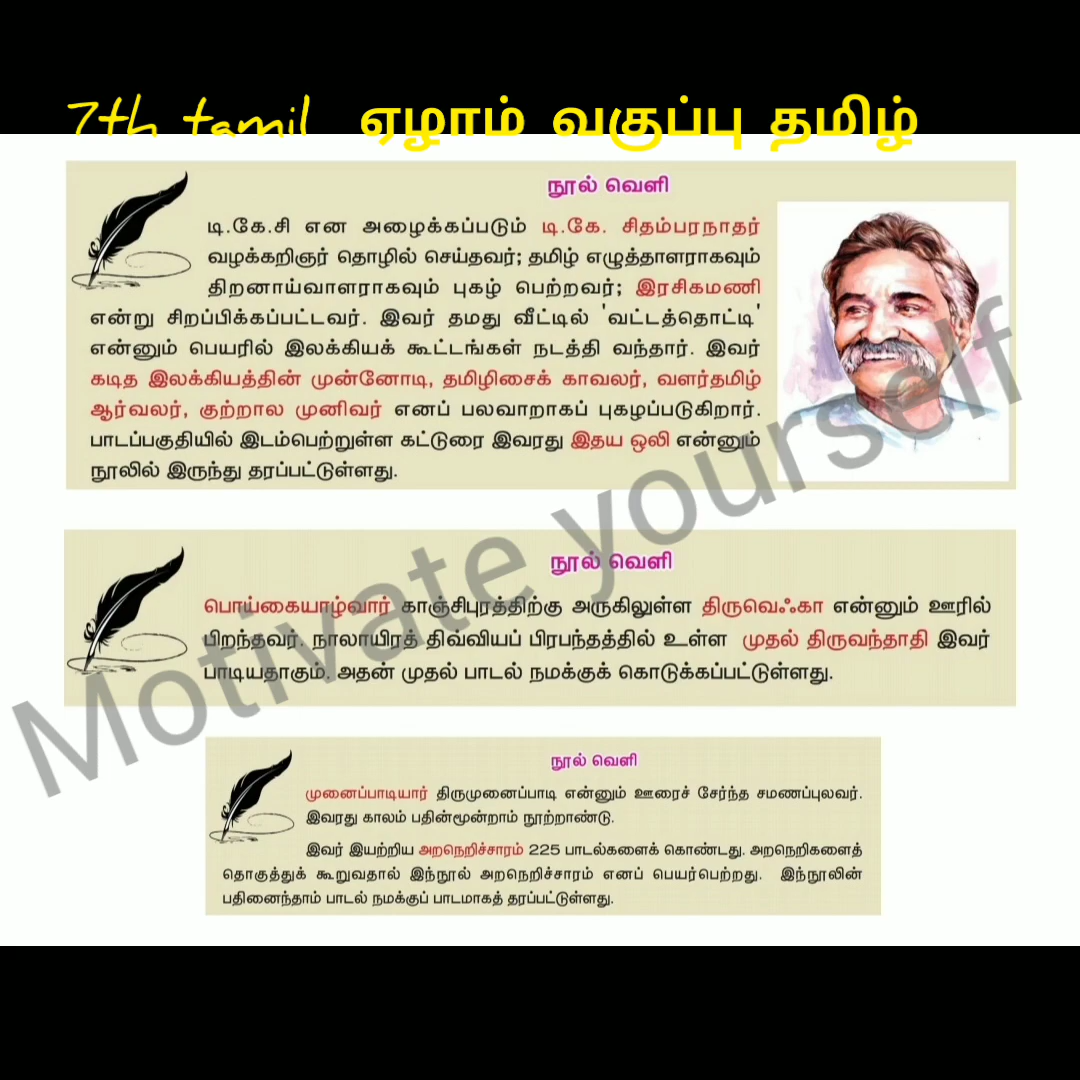 7th tamil ஏழாம் வகுப்பு தமிழ்
நூல் வெளி
டி.கே.சி என அழைக்கப்படும் டி.கே. சிதம்பரநாதர்
வழக்கறிஞர் தொழில் செய்தவர்; தமிழ் எழுத்தாளராகவும்
திறனாய்வாளராகவும் புகழ் பெற்றவர்; இரசிகமணி
என்று சிறப்பிக்கப்பட்டவர். இவர் தமது வீட்டில் 'வட்டத்தொட்டி'
என்னும் பெயரில் இலக்கியக் கூட்டங்கள் நடத்தி வந்தார். இவர்
கடித இலக்கியத்தின் முன்னோடி, தமிழிசைக் காவலர், வளர்தமிழ்
ஆர்வலர், குற்றால முனிவர் எனப் பலவாறாகப் புகழப்படுகிறார்.
பாடப்பகுதியில் இடம்பெற்றுள்ள கட்டுரை இவரது இதய ஒலி என்னும்
நூலில் இருந்து தரப்பட்டுள்ளது.
நூல் வெளி
பொய்கையாழ்வார் காஞ்சிபுரத்திற்கு அருகிலுள்ள திருவெஃகா என்னும் ஊரில்
பிறந்தவர். நாலாயிரத் திவ்வியப் பிரபந்தத்தில் உள்ள முதல் திருவந்தாதி இவர்
பாடியதாகும். அதன் முதல் பாடல் நமக்குக் கொடுக்கப்பட்டுள்ளது.
நூல் வெளி
முனைப்பாடியார் திருமுனைப்பாடி என்னும் ஊரைச் சேர்ந்த சமணப்புலவர்.
இவரது காலம் பதின்மூன்றாம் நூற்றாண்டு.
இவர் இயற்றிய அறநெறிச்சாரம் 225 பாடல்களைக் கொண்டது. அறநெறிகளைத்
தொகுத்துக் கூறுவதால் இந்நூல் அறநெறிச்சாரம் எனப் பெயர்பெற்றது. இந்நூலின்
பதினைந்தாம் பாடல் நமக்குப் பாடமாகத் தரப்பட்டுள்ளது.
Motivate yourself